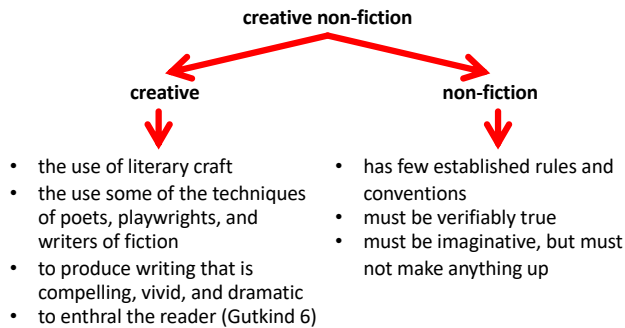 creative non-fiction
creative
non-fiction
• the use of literary craft
• the use some of the techniques
of poets, playwrights, and
writers of fiction
• to produce writing that is
compelling, vivid, and dramatic
• to enthral the reader (Gutkind 6)
• has few established rules and
conventions
• must be verifiably true
• must be imaginative, but must
not make anything up